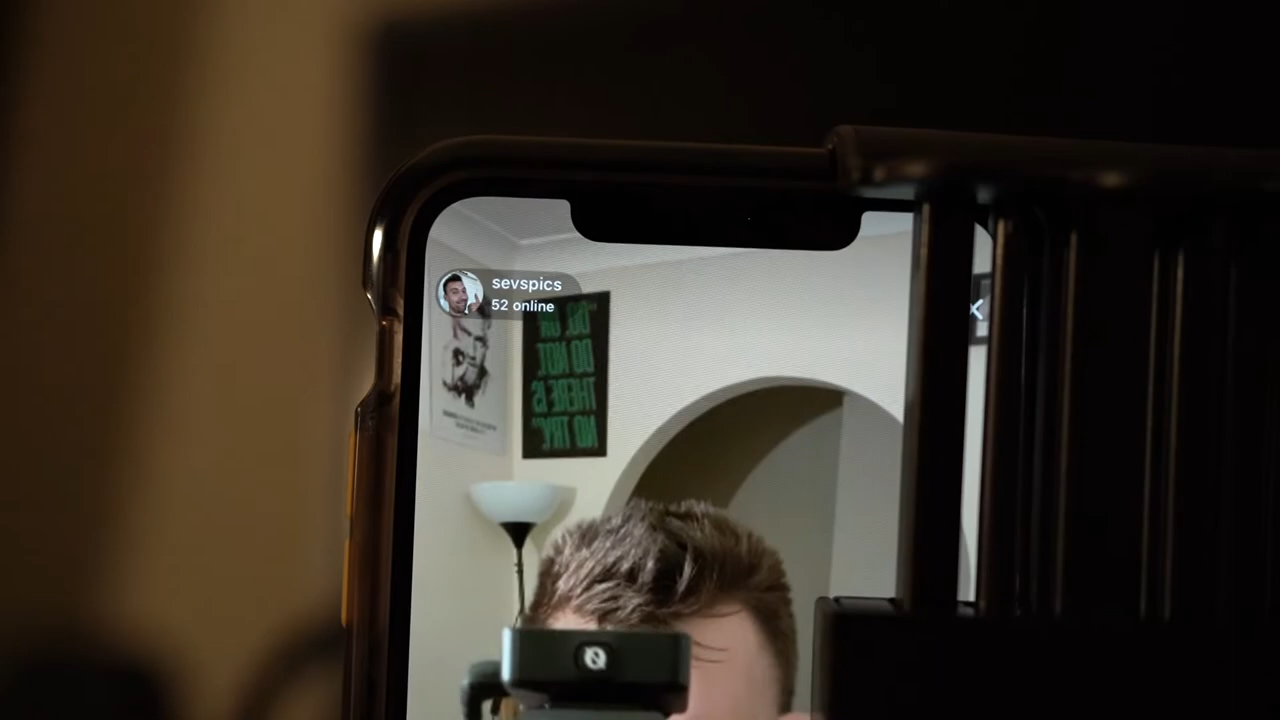 sevspics
52 online
"DO. OR
DO NOT.
THERE IS
NO TRY."